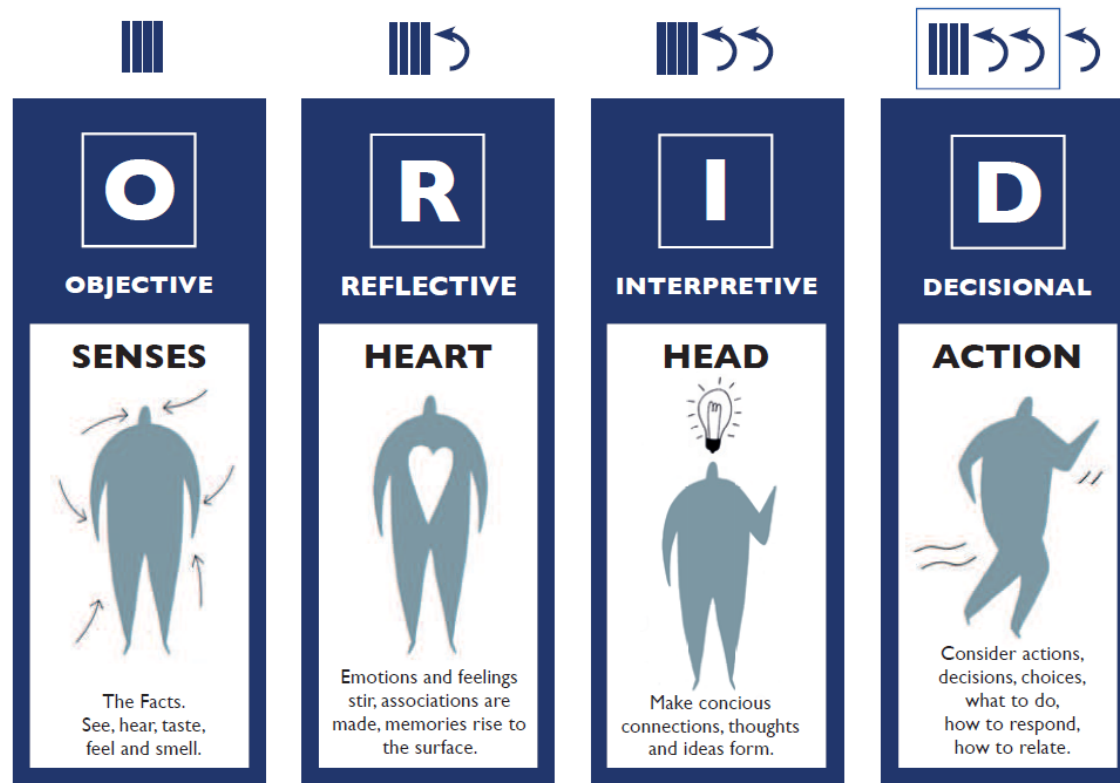 O
OBJECTIVE
SENSES
The Facts.
See, hear, taste,
feel and smell.
R
REFLECTIVE
HEART
Emotions and feelings
stir, associations are
made, memories rise to
the surface.
I
INTERPRETIVE
HEAD
Make concious
connections, thoughts
and ideas form.
D
DECISIONAL
ACTION
Consider actions,
decisions, choices,
what to do,
how to respond,
how to relate.